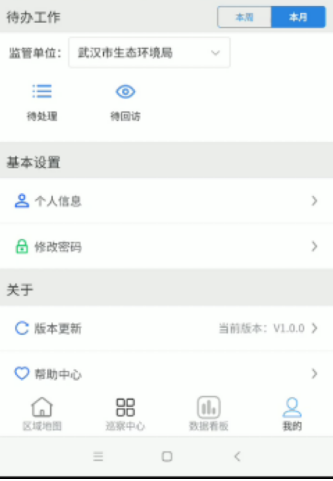 待办工作 本周 本月
监管单位： 武汉市生态环境局
待处理 待回访
基本设置
个人信息
修改密码
关于
版本更新 当前版本：V1.0.0
帮助中心
区域地图 巡察中心 数据看板 我的